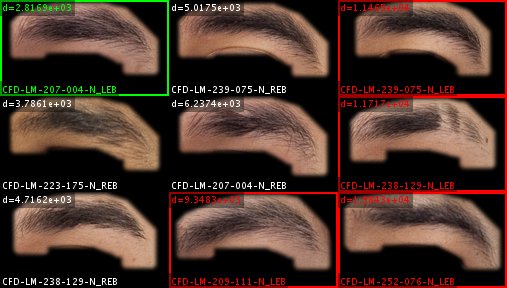 d=2.8169e+03
CFD-LM-207-004-N_LEB
d=5.0175e+03
CFD-LM-239-075-N_REB
CFD-LM-239-075-N_LEB
d=3.7861e+03
CFD-LM-223-175-N_REB
d=6.2374e+03
CFD-LM-207-004-N_REB
d=1.1717e+04
CFD-LM-238-129-N_LEB
d=4.7162e+03
CFD-LM-238-129-N_REB
d=9.3483e+03
CFD-LM-209-111-N_LEB
CFD-LM-252-076-N_LEB